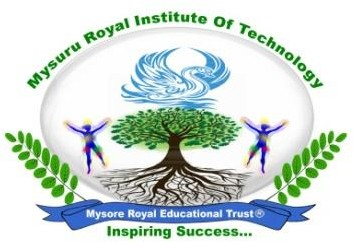 Mysuru Royal Institute Of Technology
Mysore Royal Educational Trust®
Inspiring Success...